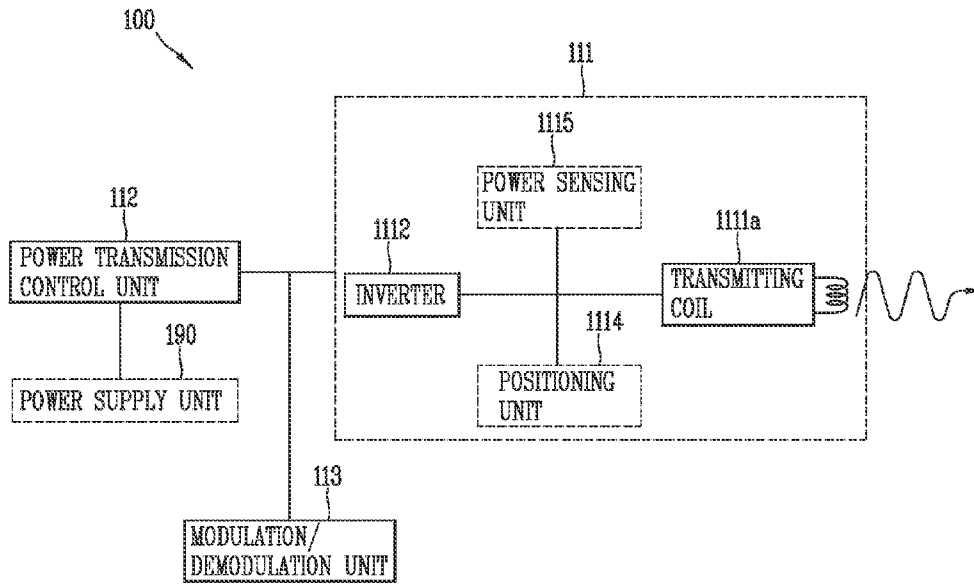 100
111
1115
POWER SENSING
UNIT
112
1112
1111a
POWER TRANSMISSION
CONTROL UNIT
INVERTER
TRANSMITTING
COIL
190
1114
POWER SUPPLY UNIT
POSITIONING
UNIT
113
MODULATION/
DEMODULATION UNIT